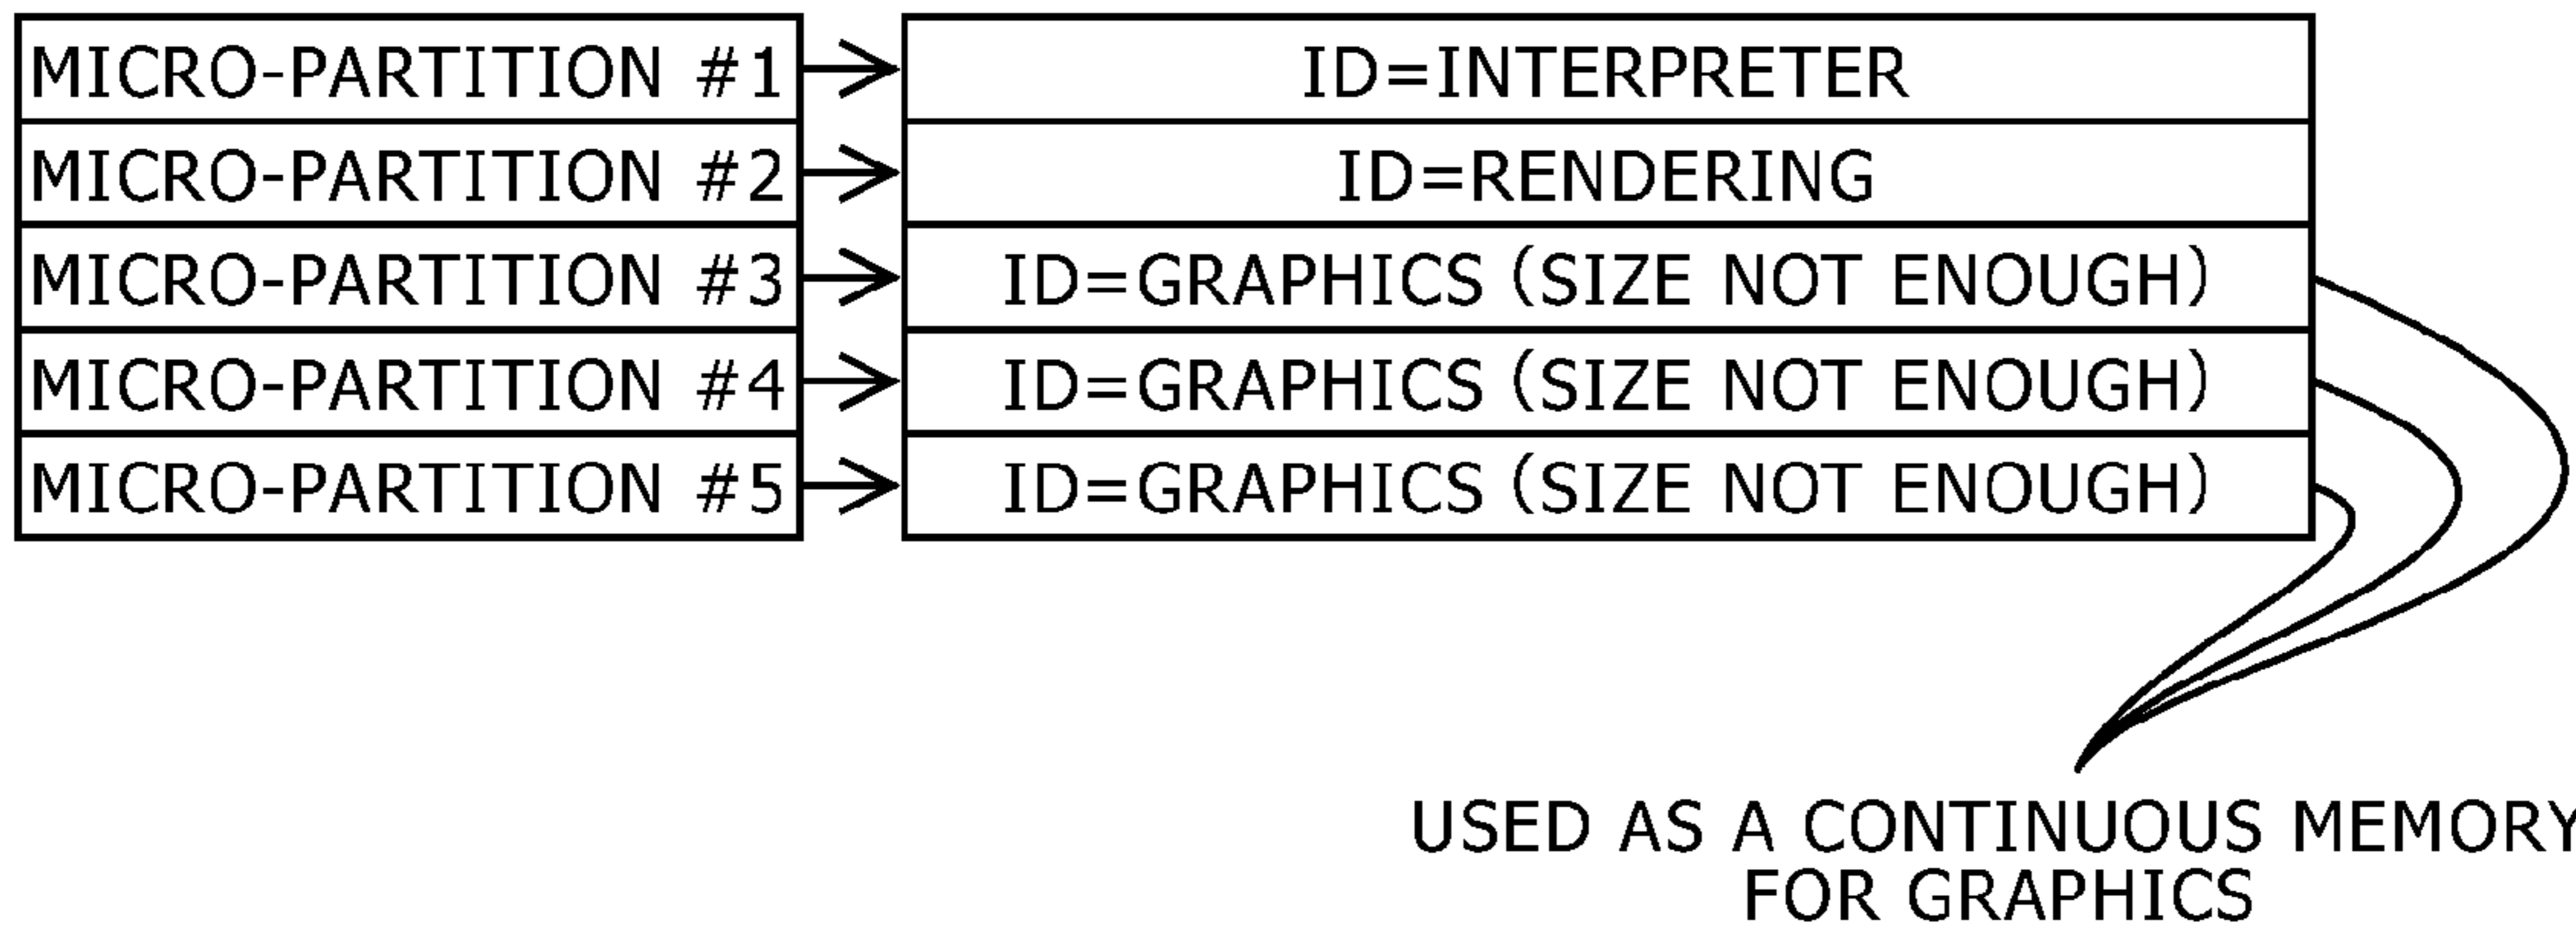 MICRO-PARTITION #1 ID=INTERPRETER
MICRO-PARTITION #2 ID=RENDERING
MICRO-PARTITION #3 ID=GRAPHICS (SIZE NOT ENOUGH)
MICRO-PARTITION #4 ID=GRAPHICS (SIZE NOT ENOUGH)
MICRO-PARTITION #5 ID=GRAPHICS (SIZE NOT ENOUGH)
USED AS A CONTINUOUS MEMORY
FOR GRAPHICS